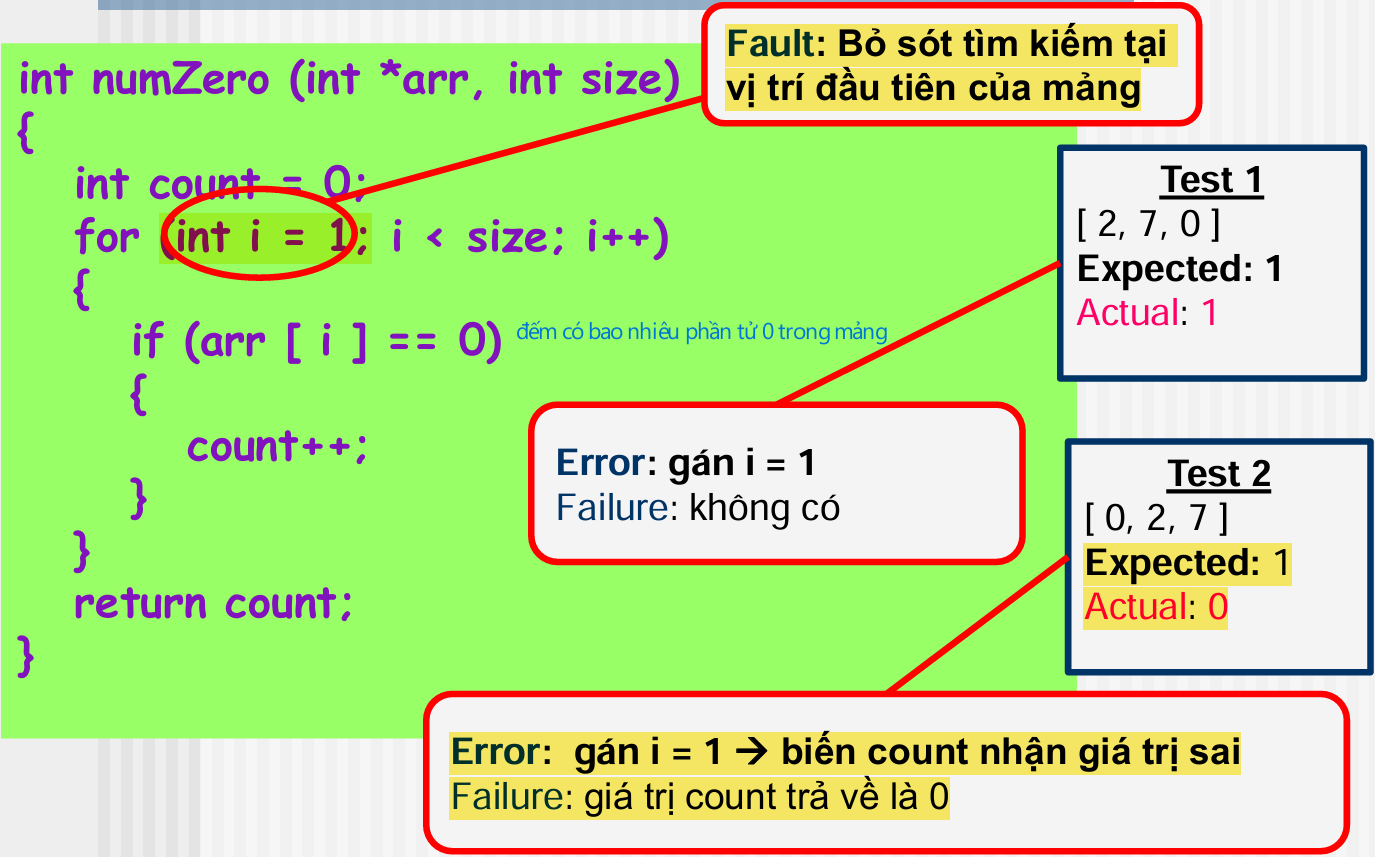 Fault: Bỏ sót tìm kiếm tại
vị trí đầu tiên của mảng
int numZero (int *arr, int size)
{
int count = 0;
for (int i = 1; i < size; i++)
{
if (arr [ i ] == 0) đếm có bao nhiêu phần tử 0 trong mảng
{
count++;
}
}
return count;
}
Test 1
[ 2, 7, 0 ]
Expected: 1
Actual: 1
Error: gán i = 1
Failure: không có
Test 2
[ 0, 2, 7 ]
Expected: 1
Actual: 0
Error: gán i = 1 → biến count nhận giá trị sai
Failure: giá trị count trả về là 0